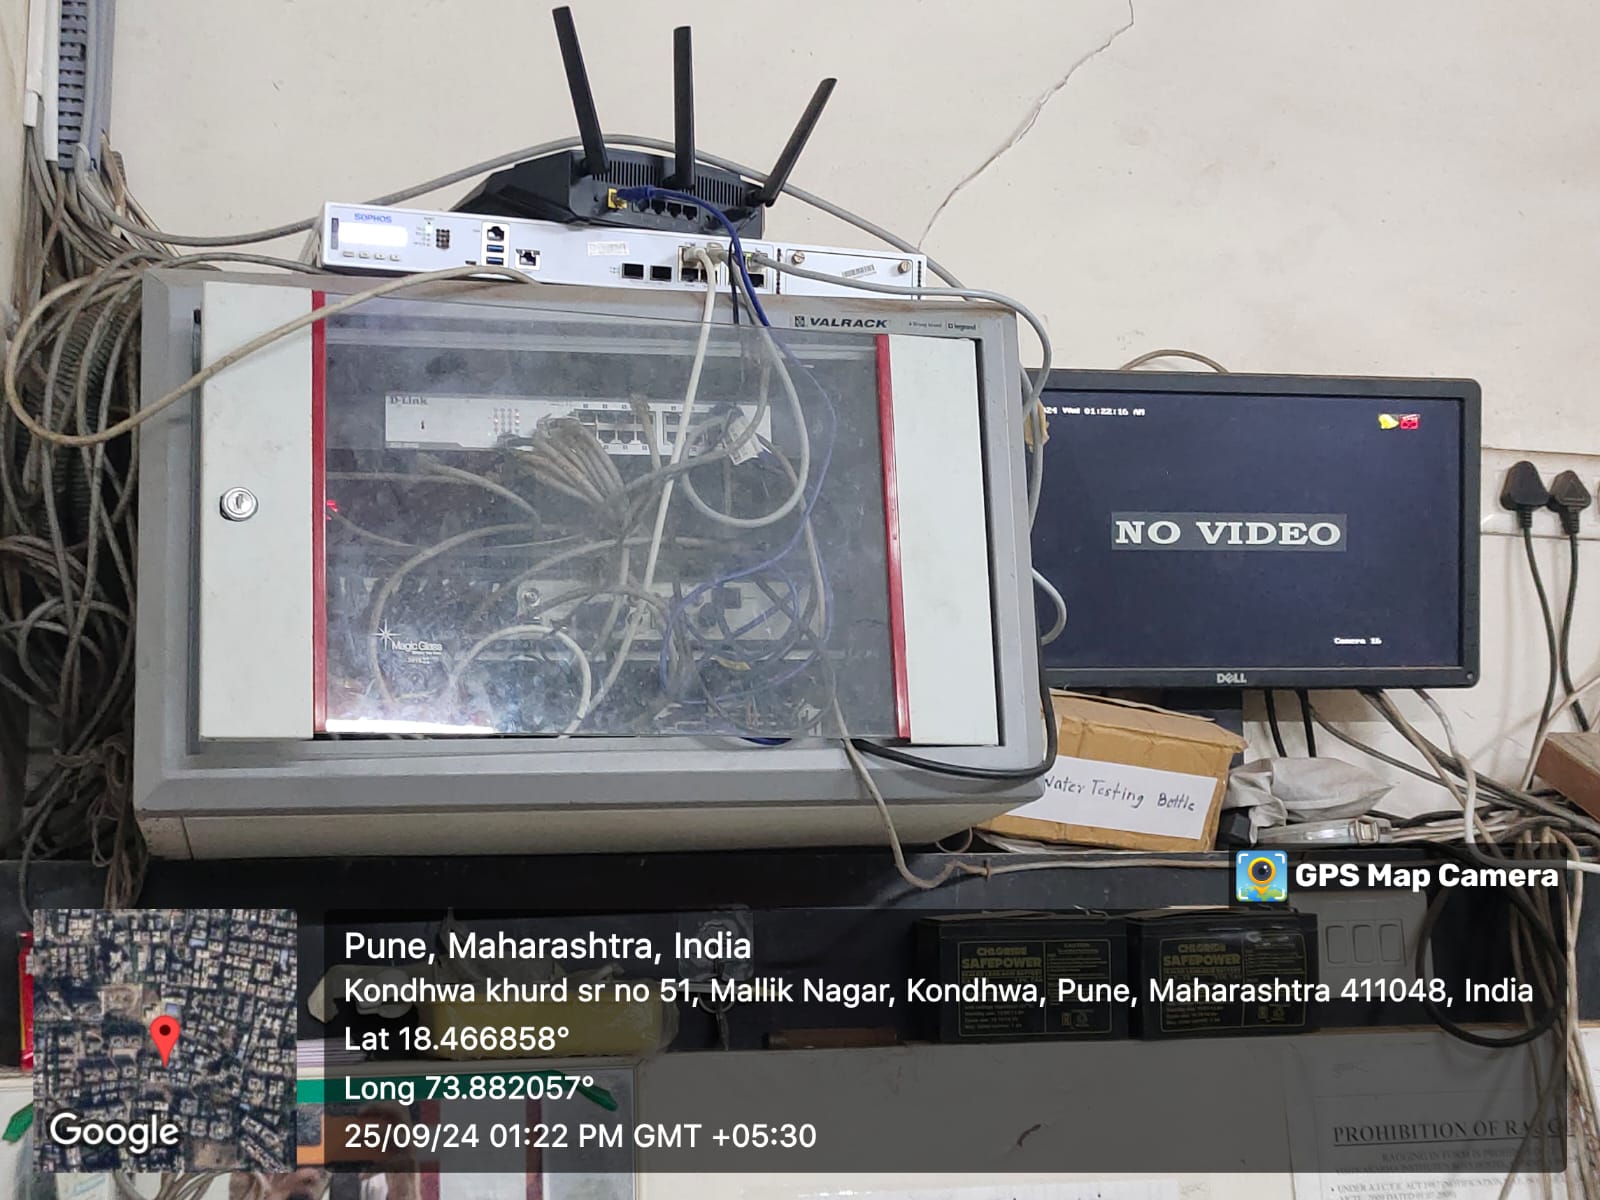 SOPHOS
VALRACK
legrand
D-Link
24 Wed 01:22:16 AM
NO VIDEO
Camera 16
DELL
Magic Glass
Water Testing Bottle
GPS Map Camera
CHLORIDE
SAFEPOWER
CAUTION
CHLORIDE
SAFEPOWER
Pune, Maharashtra, India
Kondhwa khurd sr no 51, Mallik Nagar, Kondhwa, Pune, Maharashtra 411048, India
Lat 18.466858°
Long 73.882057°
25/09/24 01:22 PM GMT +05:30
Google
PROHIBITION OF